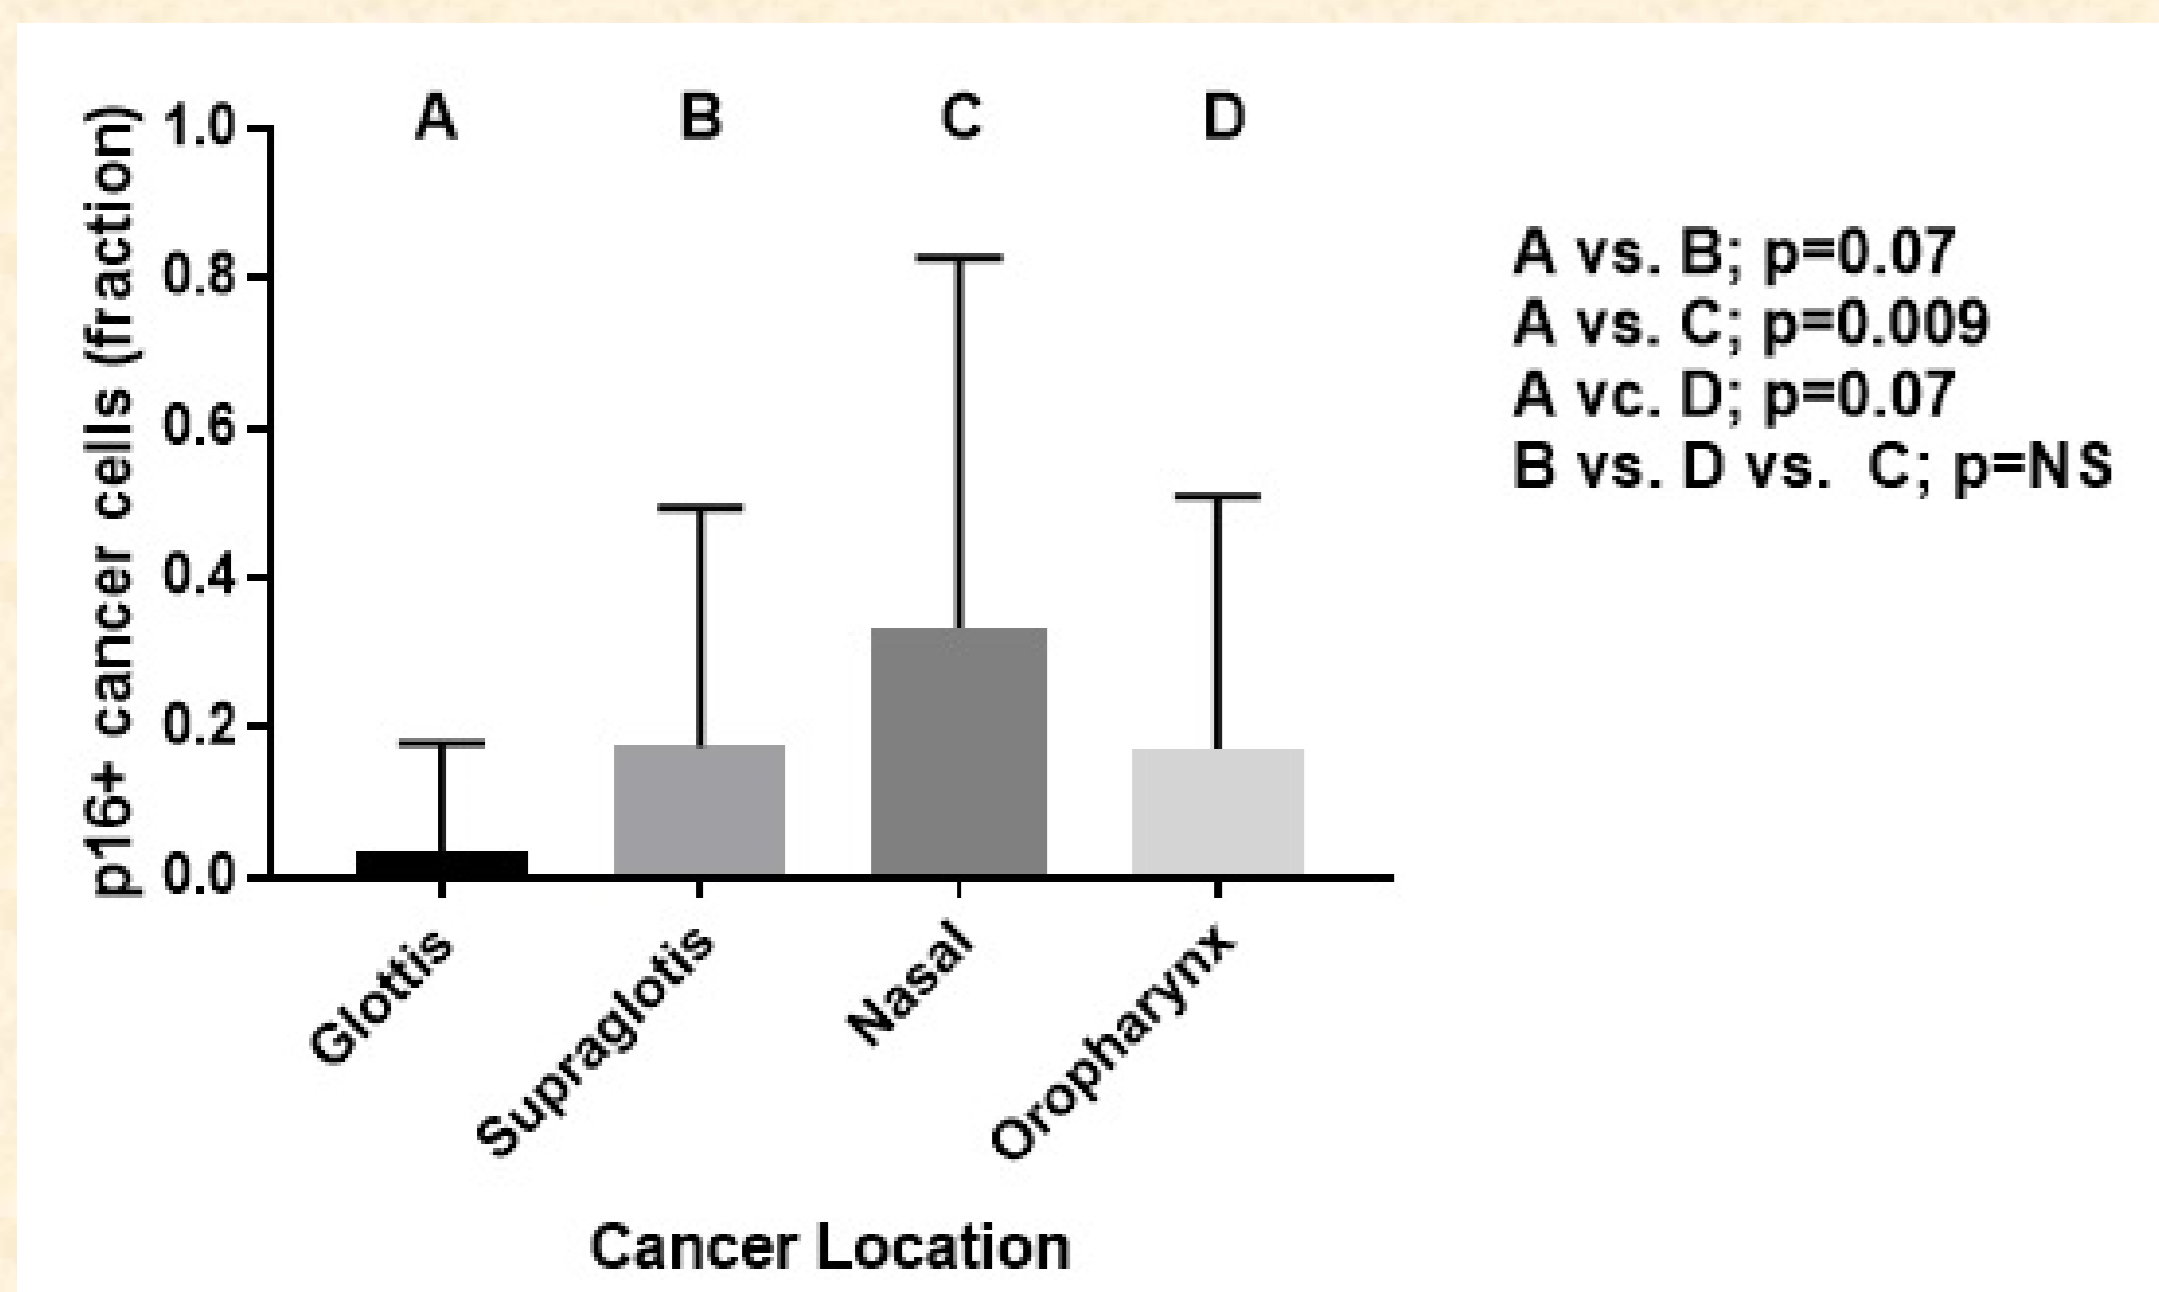 A B C D
p16+ cancer cells (fraction)
1.0
0.8
0.6
0.4
0.2
0.0
A vs. B; p=0.07
A vs. C; p=0.009
A vc. D; p=0.07
B vs. D vs. C; p=NS
Glottis
Supraglotis
Nasal
Oropharynx
Cancer Location